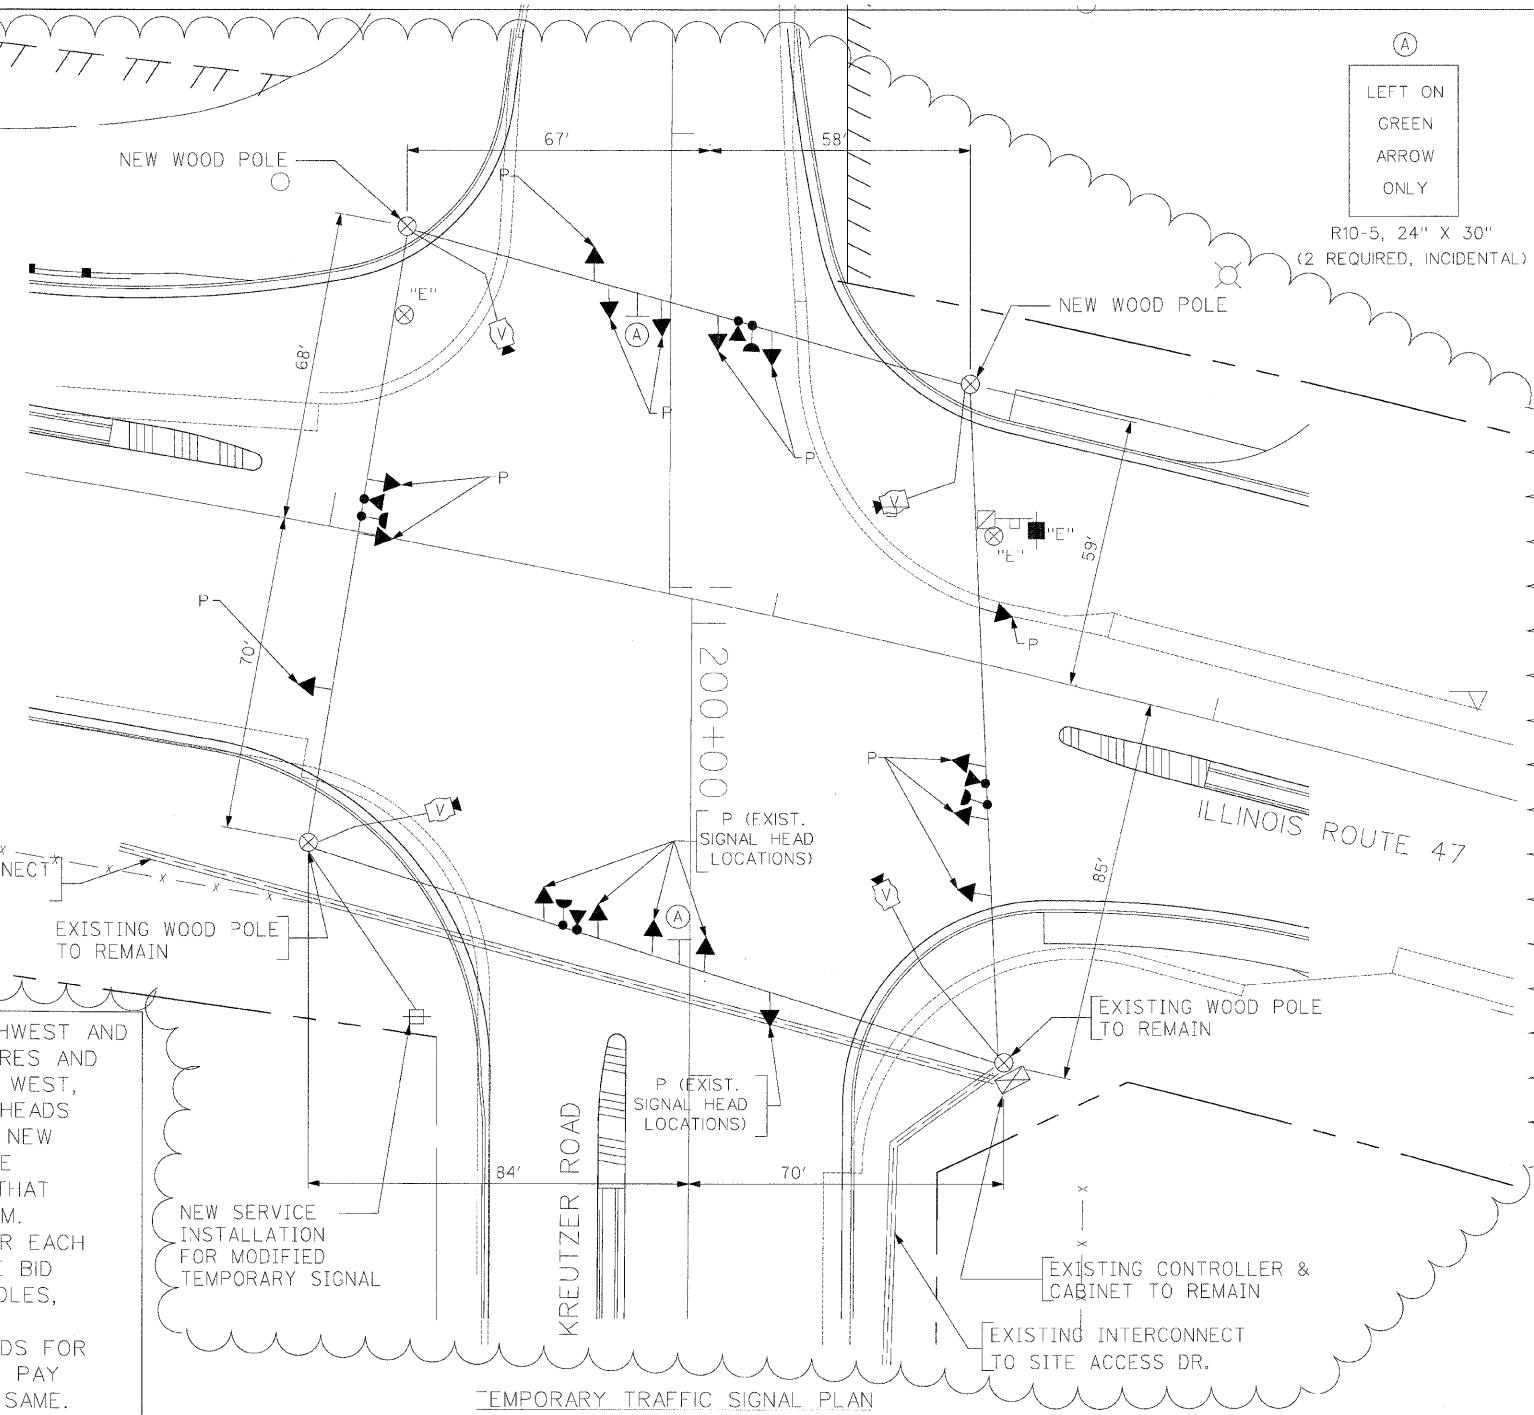 A
LEFT ON
GREEN
ARROW
ONLY
R10-5, 24" X 30"
(2 REQUIRED, INCIDENTAL)
67'
58'
NEW WOOD POLE
P
"E"
V
A
NEW WOOD POLE
68'
P
P
P
V
"E"
"E"
59'
P
P
70'
200+00
P
V
P (EXIST.
SIGNAL HEAD
LOCATIONS)
ILLINOIS ROUTE 47
85'
V
A
NECT
EXISTING WOOD POLE
TO REMAIN
EXISTING WOOD POLE
TO REMAIN
HWEST AND
RES AND
WEST,
HEADS
NEW
E
THAT
M.
R EACH
E BID
OLES,
DS FOR
PAY
SAME.
P (EXIST.
SIGNAL HEAD
LOCATIONS)
84'
70'
KREUTZER ROAD
NEW SERVICE
INSTALLATION
FOR MODIFIED
TEMPORARY SIGNAL
EXISTING CONTROLLER &
CABINET TO REMAIN
EXISTING INTERCONNECT
TO SITE ACCESS DR.
TEMPORARY TRAFFIC SIGNAL PLAN